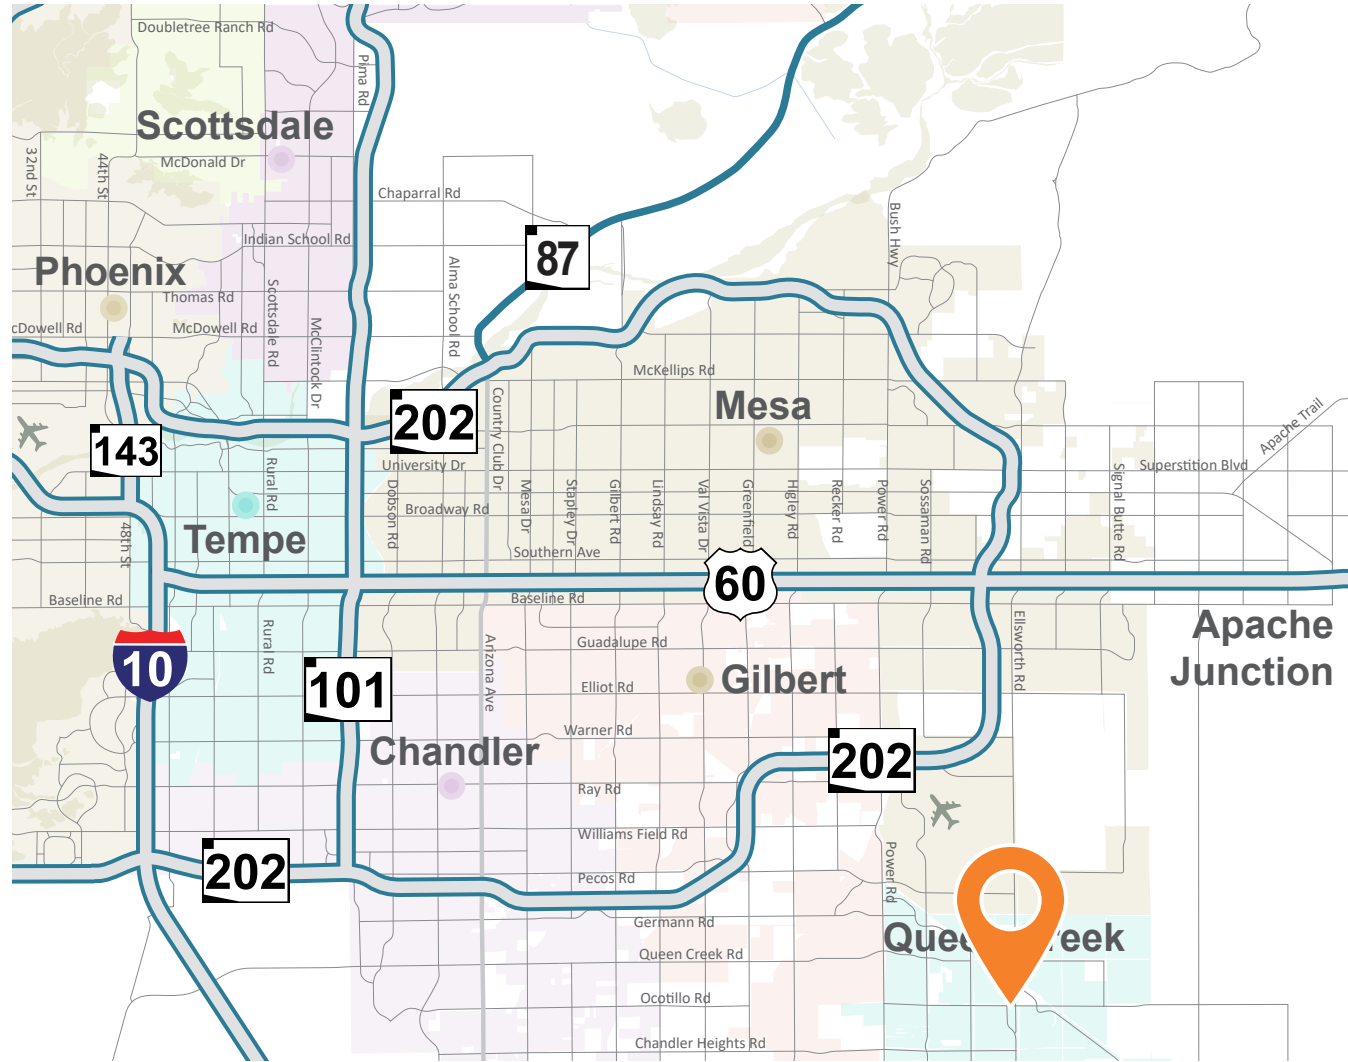 Doubletree Ranch Rd
Pima Rd
Scottsdale
32nd St
44th St
McDonald Dr
Chaparral Rd
Bush Hwy
Indian School Rd
87
Phoenix
Alma School Rd
Scottsdale Rd
Thomas Rd
cDowell Rd
McDowell Rd
McClintock Dr
McKellips Rd
Mesa
Country Club Dr
202
Apache Trail
143
University Dr
Superstition Blvd
Rural Rd
Dobson Rd
Broadway Rd
Mesa Dr
Stapley Dr
Gilbert Rd
Lindsay Rd
Val Vista Dr
Greenfield
Higley Rd
Recker Rd
Power Rd
Sossaman Rd
Signal Butte Rd
48th St
Tempe
Southern Ave
60
Baseline Rd
Baseline Rd
Rural Rd
Arizona Ave
Guadalupe Rd
Ellsworth Rd
Apache
Junction
10
101
Elliot Rd
Gilbert
Warner Rd
Chandler
202
Ray Rd
Williams Field Rd
202
Pecos Rd
Power Rd
Germann Rd
Quee reek
Queen Creek Rd
Ocotillo Rd
Chandler Heights Rd